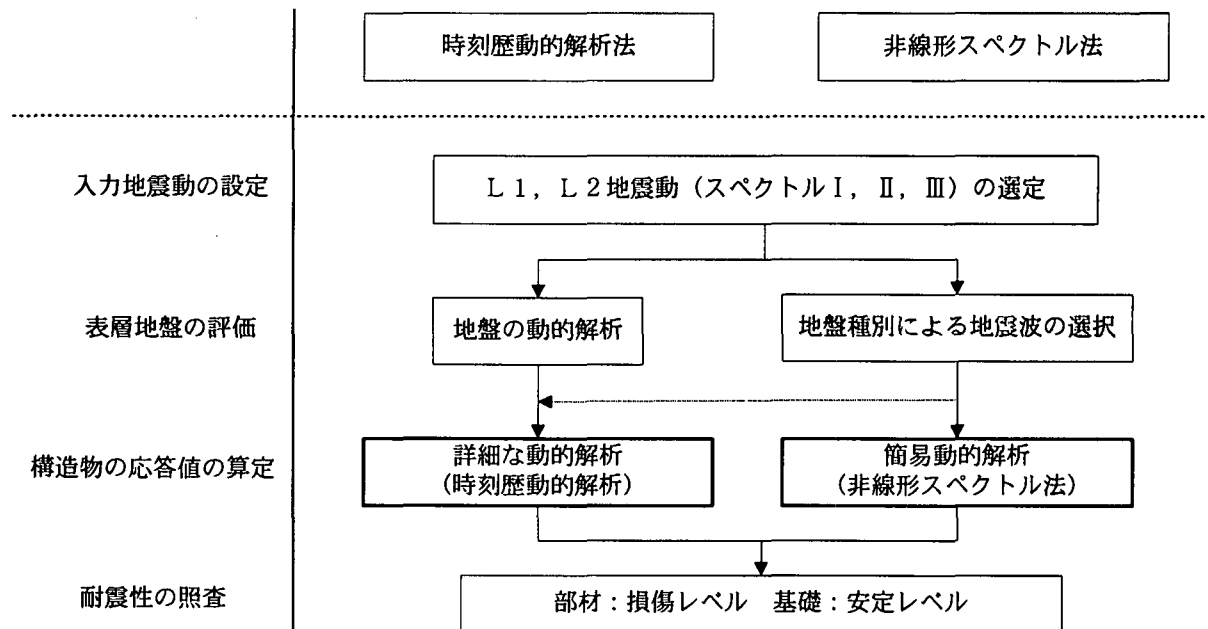 時刻歴動的解析法
非線形スペクトル法
入力地震動の設定
L1，L2地震動（スペクトルⅠ，Ⅱ，Ⅲ）の選定
表層地盤の評価
地盤の動的解析
地盤種別による地震波の選択
構造物の応答値の算定
詳細な動的解析
（時刻歴動的解析）
簡易動的解析
（非線形スペクトル法）
耐震性の照査
部材：損傷レベル　基礎：安定レベル